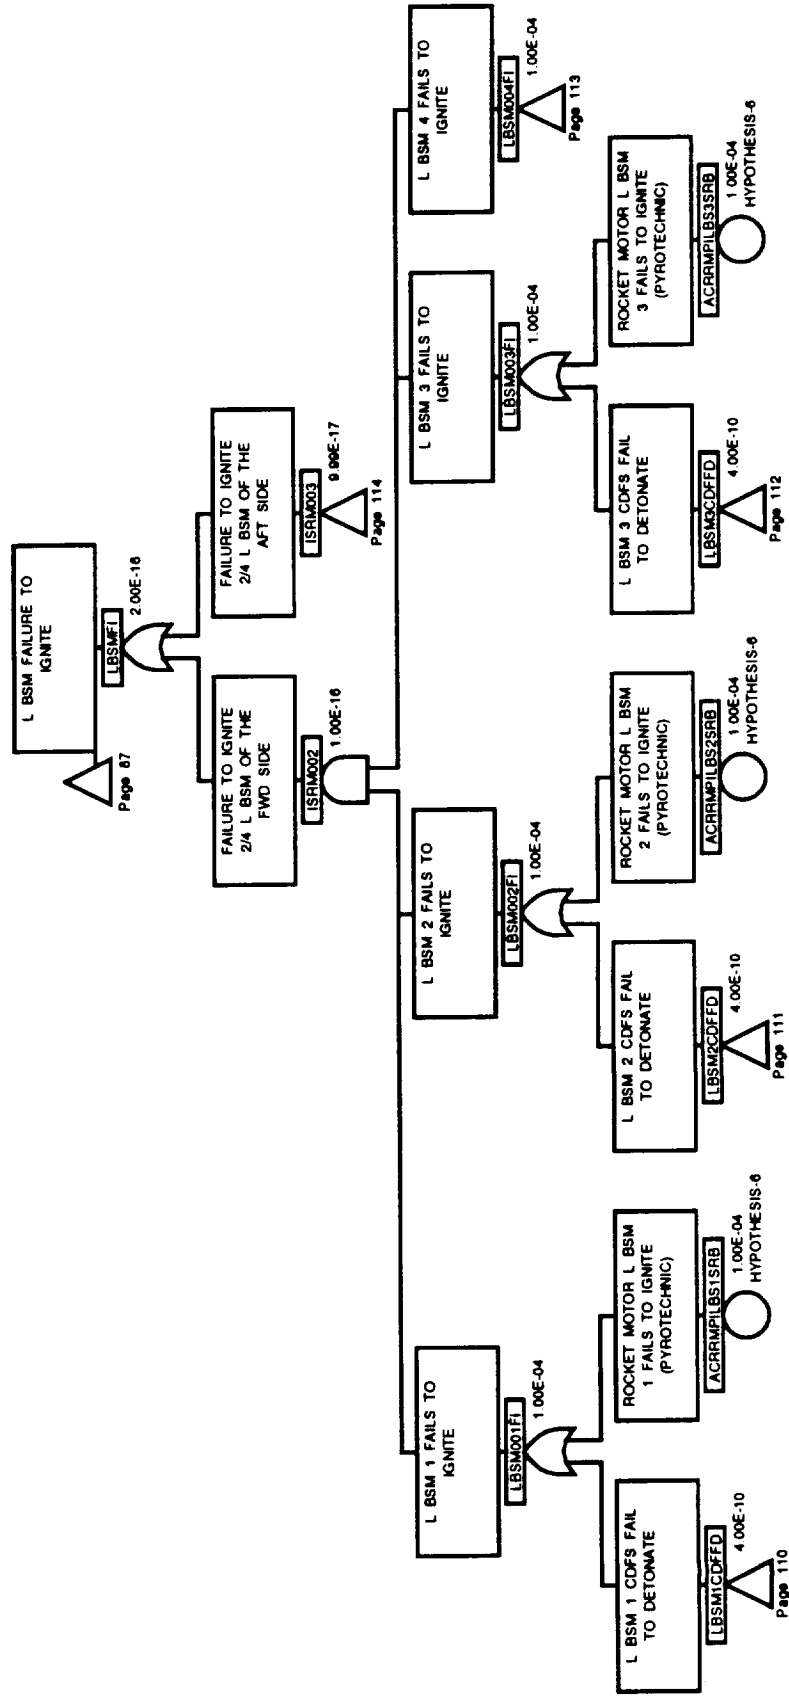 L BSM FAILURE TO
IGNITE
LBSMFI
2.00E-16
Page 87
FAILURE TO IGNITE
2/4 L BSM OF THE
FWD SIDE
ISRM002
1.00E-16
FAILURE TO IGNITE
2/4 L BSM OF THE
AFT SIDE
ISRM003
9.99E-17
Page 114
L BSM 1 FAILS TO
IGNITE
LBSM001FI
1.00E-04
L BSM 2 FAILS TO
IGNITE
LBSM002FI
1.00E-04
L BSM 3 FAILS TO
IGNITE
LBSM003FI
1.00E-04
L BSM 4 FAILS TO
IGNITE
LBSM004FI
1.00E-04
Page 113
L BSM 1 CDFS FAIL
TO DETONATE
LBSM1CDFFD
4.00E-10
Page 110
ROCKET MOTOR L BSM
1 FAILS TO IGNITE
(PYROTECHNIC)
ACRRMPILBS1SRB
1.00E-04
HYPOTHESIS-6
L BSM 2 CDFS FAIL
TO DETONATE
LBSM2CDFFD
4.00E-10
Page 111
ROCKET MOTOR L BSM
2 FAILS TO IGNITE
(PYROTECHNIC)
ACRRMPILBS2SRB
1.00E-04
HYPOTHESIS-6
L BSM 3 CDFS FAIL
TO DETONATE
LBSM3CDFFD
4.00E-10
Page 112
ROCKET MOTOR L BSM
3 FAILS TO IGNITE
(PYROTECHNIC)
ACRRMPILBS3SRB
1 00E-04
HYPOTHESIS-6